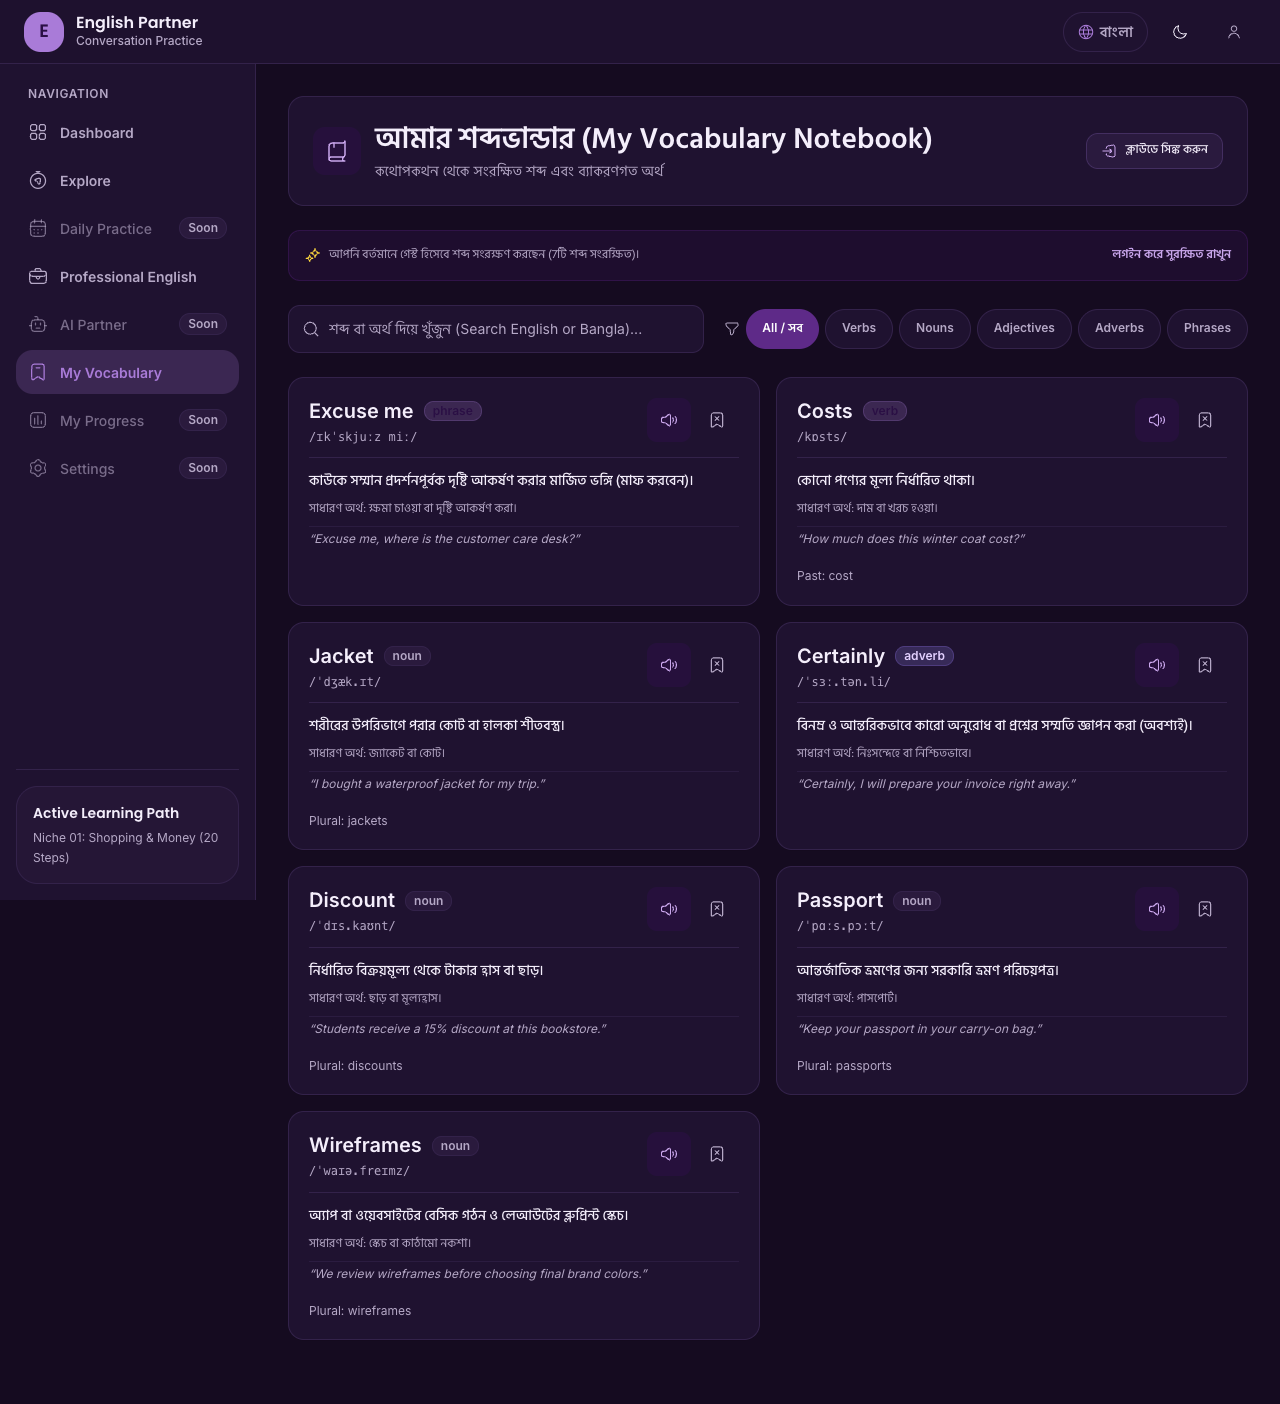 E
English Partner
Conversation Practice
বাংলা
NAVIGATION
Dashboard
Explore
Daily Practice Soon
Professional English
AI Partner Soon
My Vocabulary
My Progress Soon
Settings Soon
Active Learning Path
Niche 01: Shopping & Money (20
Steps)
আমার শব্দভান্ডার (My Vocabulary Notebook)
কথোপকথন থেকে সংরক্ষিত শব্দ এবং ব্যাকরণগত অর্থ
ক্লাউডে সিঙ্ক করুন
আপনি বর্তমানে গেস্ট হিসেবে শব্দ সংরক্ষণ করছেন (7টি শব্দ সংরক্ষিত)।
লগইন করে সুরক্ষিত রাখুন
শব্দ বা অর্থ দিয়ে খুঁজুন (Search English or Bangla)...
All / সব Verbs Nouns Adjectives Adverbs Phrases
Excuse me phrase
/ɪkˈskjuːz miː/
কাউকে সম্মান প্রদর্শনপূর্বক দৃষ্টি আকর্ষণ করার মার্জিত ভঙ্গি (মাফ করবেন)।
সাধারণ অর্থ: ক্ষমা চাওয়া বা দৃষ্টি আকর্ষণ করা।
“Excuse me, where is the customer care desk?”
Costs verb
/kɒsts/
কোনো পণ্যের মূল্য নির্ধারিত থাকা।
সাধারণ অর্থ: দাম বা খরচ হওয়া।
“How much does this winter coat cost?”
Past: cost
Jacket noun
/ˈdʒæk.ɪt/
শরীরের উপরিভাগে পরার কোট বা হালকা শীতবস্ত্র।
সাধারণ অর্থ: জ্যাকেট বা কোট।
“I bought a waterproof jacket for my trip.”
Plural: jackets
Certainly adverb
/ˈsɜː.tən.li/
বিনম্র ও আন্তরিকভাবে কারো অনুরোধ বা প্রশ্নের সম্মতি জ্ঞাপন করা (অবশ্যই)।
সাধারণ অর্থ: নিঃসন্দেহে বা নিশ্চিতভাবে।
“Certainly, I will prepare your invoice right away.”
Discount noun
/ˈdɪs.kaʊnt/
নির্ধারিত বিক্রয়মূল্য থেকে টাকার হ্রাস বা ছাড়।
সাধারণ অর্থ: ছাড় বা মূল্যহ্রাস।
“Students receive a 15% discount at this bookstore.”
Plural: discounts
Passport noun
/ˈpɑːs.pɔːt/
আন্তর্জাতিক ভ্রমণের জন্য সরকারি ভ্রমণ পরিচয়পত্র।
সাধারণ অর্থ: পাসপোর্ট।
“Keep your passport in your carry-on bag.”
Plural: passports
Wireframes noun
/ˈwaɪə.freɪmz/
অ্যাপ বা ওয়েবসাইটের বেসিক গঠন ও লেআউটের ব্লুপ্রিন্ট স্কেচ।
সাধারণ অর্থ: স্কেচ বা কাঠামো নকশা।
“We review wireframes before choosing final brand colors.”
Plural: wireframes